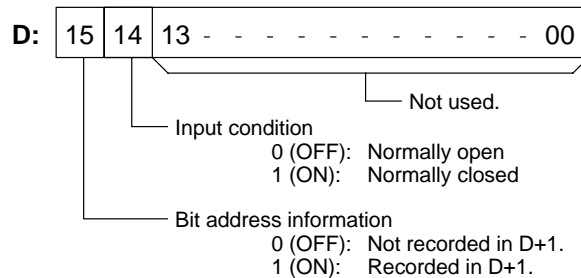 D: 15 14 13 - - - - - - - - - - - 00
Not used.
Input condition
0 (OFF): Normally open
1 (ON): Normally closed
Bit address information
0 (OFF): Not recorded in D+1.
1 (ON): Recorded in D+1.